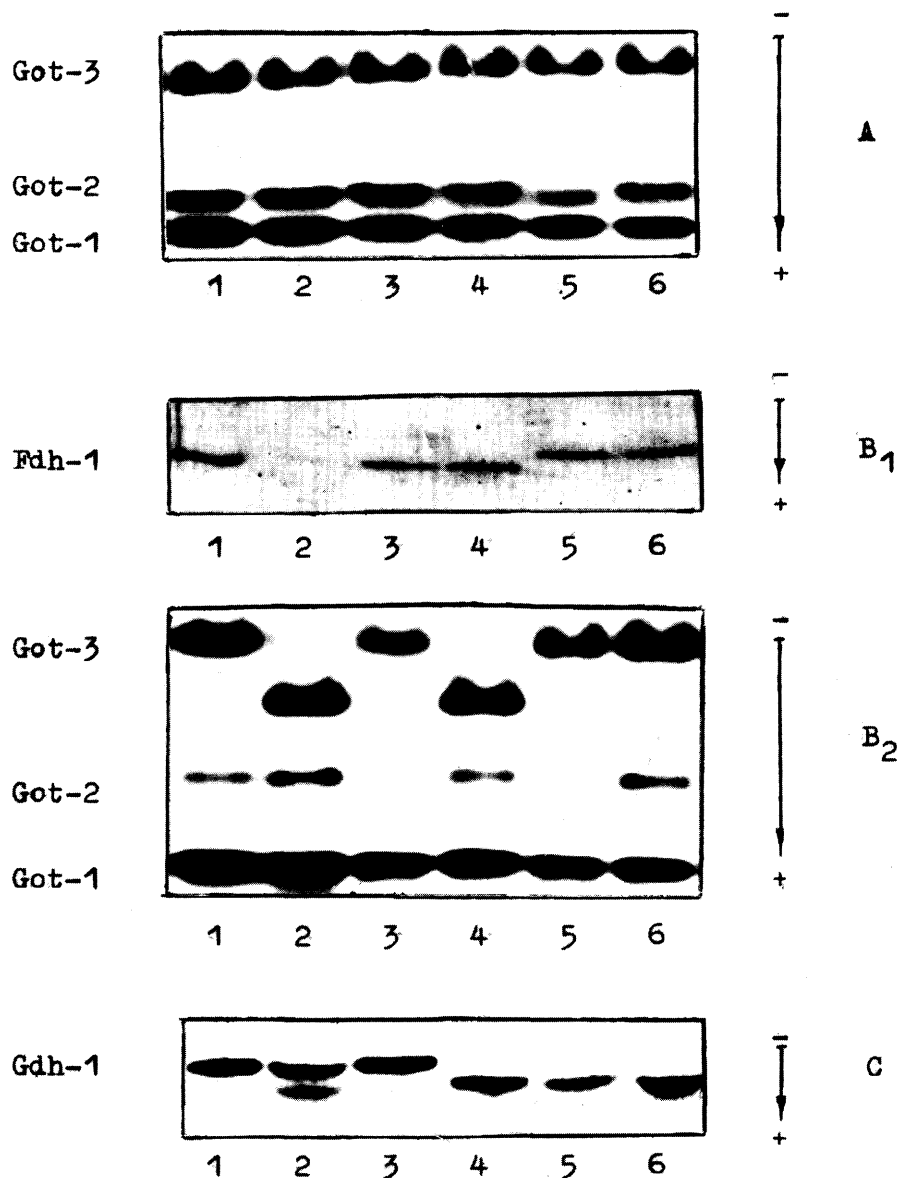 −
Got-3
A
Got-2
Got-1
+
1 2 3 4 5 6
−
Fdh-1
B1
+
1 2 3 4 5 6
−
Got-3
B2
Got-2
Got-1
+
1 2 3 4 5 6
−
Gdh-1
C
+
1 2 3 4 5 6